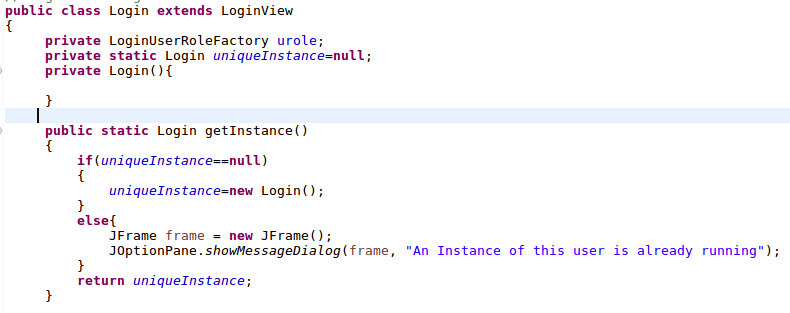 public class Login extends LoginView
{
    private LoginUserRoleFactory urole;
    private static Login uniqueInstance=null;
    private Login(){

    }

    public static Login getInstance()
    {
        if(uniqueInstance==null)
        {
            uniqueInstance=new Login();
        }
        else{
            JFrame frame = new JFrame();
            JOptionPane.showMessageDialog(frame, "An Instance of this user is already running");
        }
        return uniqueInstance;
    }